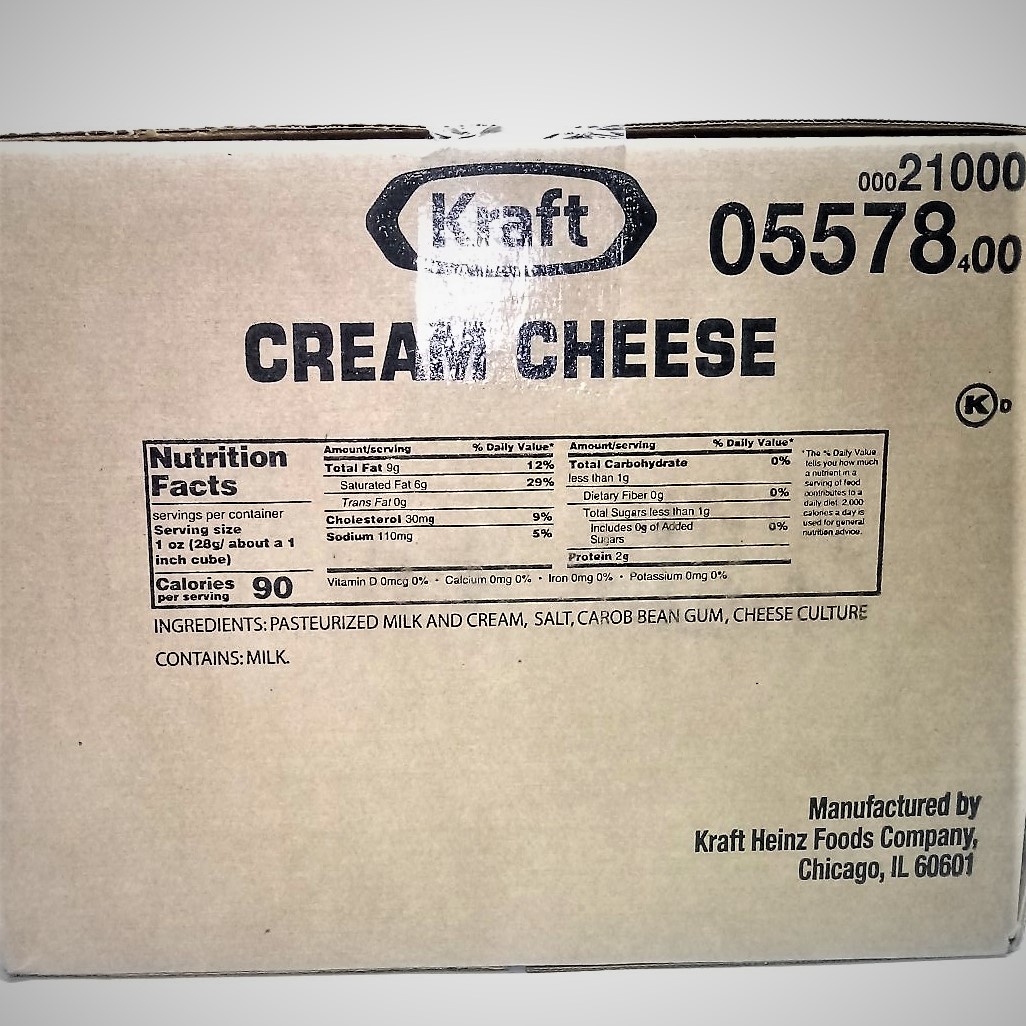 Kraft
00021000
05578400
CREAM CHEESE
K D
Nutrition
Facts
servings per container
Serving size
1 oz (28g/ about a 1
inch cube)
Calories 90
per serving
Amount/serving % Daily Value*
Total Fat 9g 12%
Saturated Fat 6g 29%
Trans Fat 0g
Cholesterol 30mg 9%
Sodium 110mg 5%
Amount/serving % Daily Value*
Total Carbohydrate 0%
less than 1g
Dietary Fiber 0g 0%
Total Sugars less than 1g
Includes 0g of Added 0%
Sugars
Protein 2g
*The % Daily Value
tells you how much
a nutrient in a
serving of food
contributes to a
daily diet. 2,000
calories a day is
used for general
nutrition advice.
Vitamin D 0mcg 0% • Calcium 0mg 0% • Iron 0mg 0% • Potassium 0mg 0%
INGREDIENTS: PASTEURIZED MILK AND CREAM, SALT, CAROB BEAN GUM, CHEESE CULTURE
CONTAINS: MILK.
Manufactured by
Kraft Heinz Foods Company,
Chicago, IL 60601